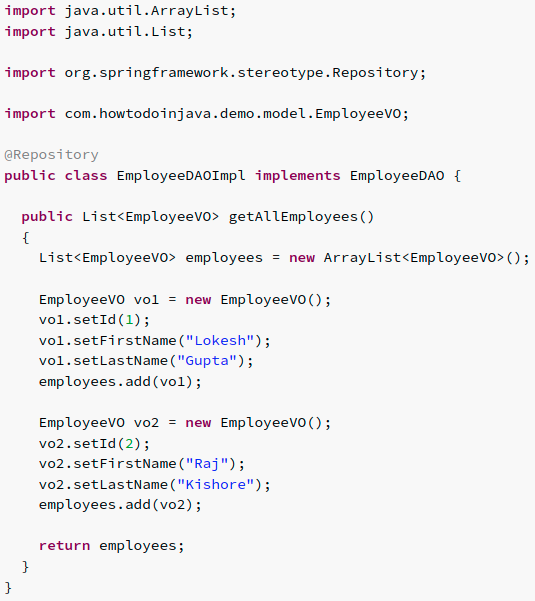 import java.util.ArrayList;
import java.util.List;

import org.springframework.stereotype.Repository;

import com.howtodoinjava.demo.model.EmployeeVO;

@Repository
public class EmployeeDAOImpl implements EmployeeDAO {

  public List<EmployeeVO> getAllEmployees()
  {
    List<EmployeeVO> employees = new ArrayList<EmployeeVO>();

    EmployeeVO vo1 = new EmployeeVO();
    vo1.setId(1);
    vo1.setFirstName("Lokesh");
    vo1.setLastName("Gupta");
    employees.add(vo1);

    EmployeeVO vo2 = new EmployeeVO();
    vo2.setId(2);
    vo2.setFirstName("Raj");
    vo2.setLastName("Kishore");
    employees.add(vo2);

    return employees;
  }
}